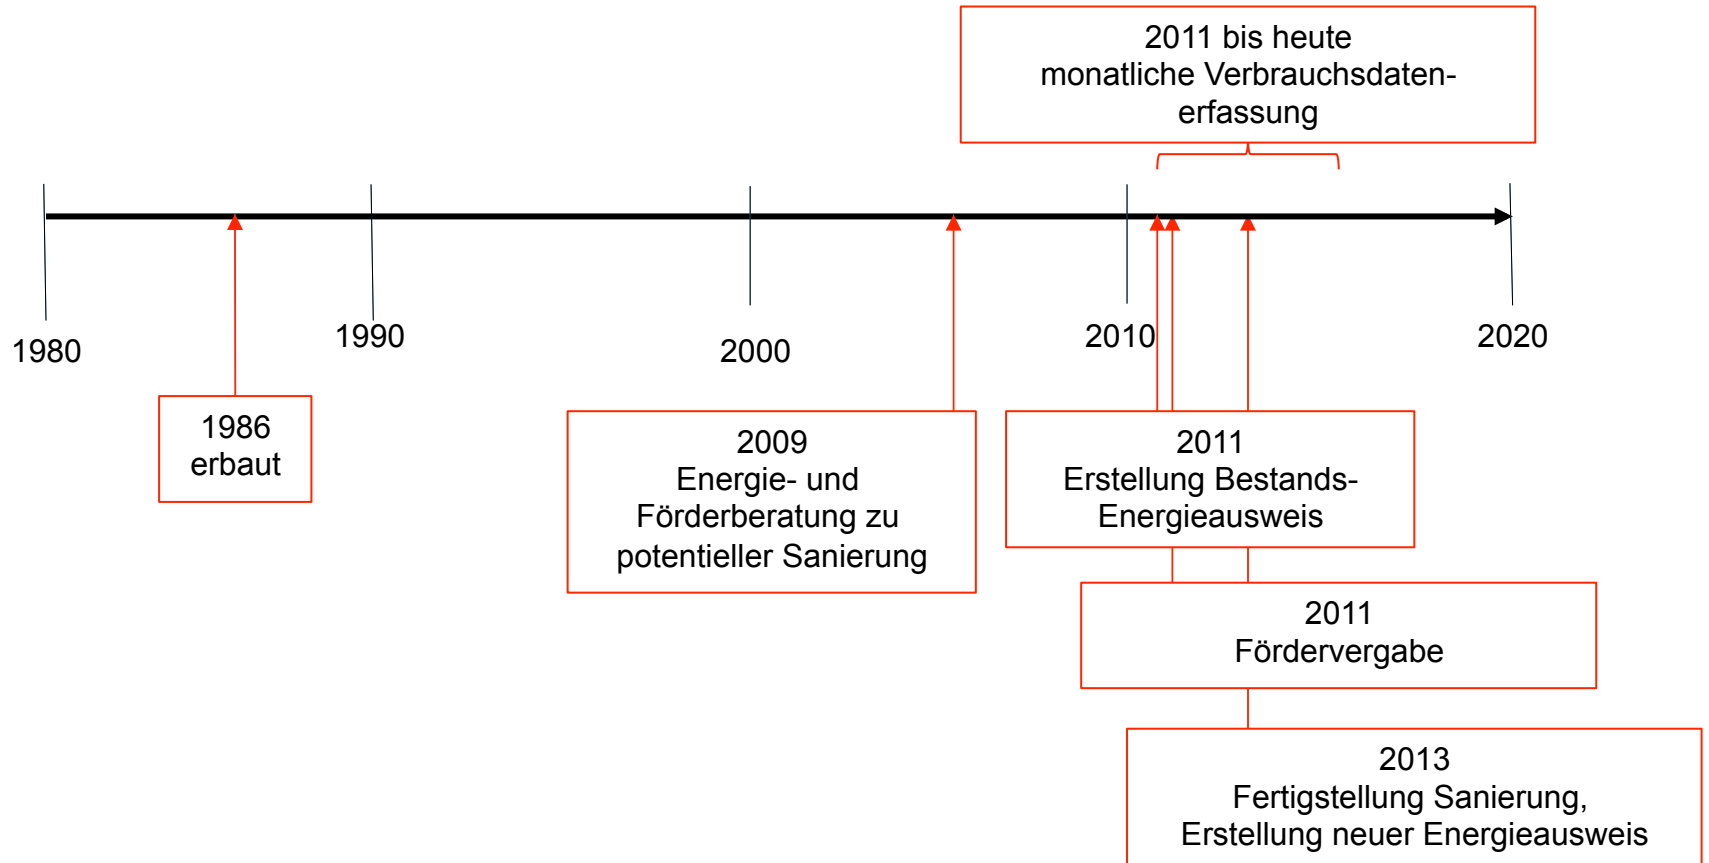 2011 bis heute
monatliche Verbrauchsdaten-
erfassung
1980
1990
2000
2010
2020
1986
erbaut
2009
Energie- und
Förderberatung zu
potentieller Sanierung
2011
Erstellung Bestands-
Energieausweis
2011
Fördervergabe
2013
Fertigstellung Sanierung,
Erstellung neuer Energieausweis